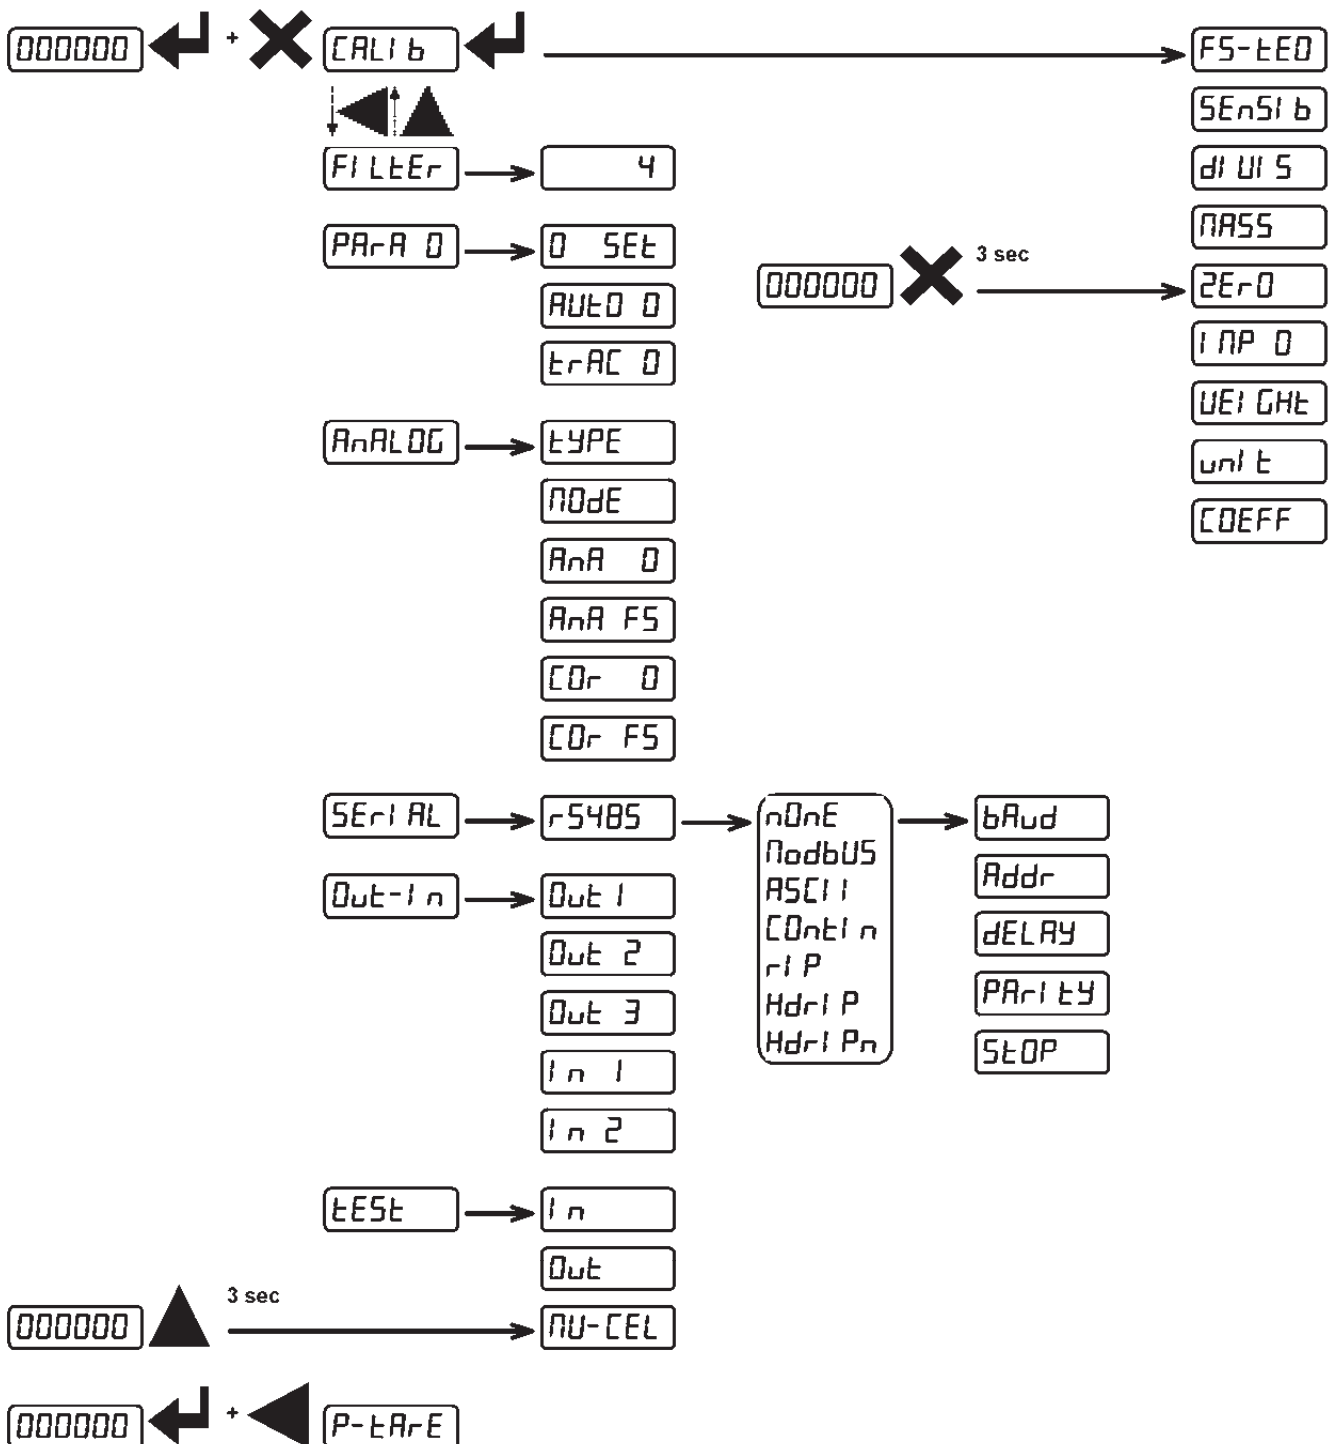 000000
+
CALIb
FS-tEO
SEnSIb
dIUIS
MASS
FILtEr
4
PArA 0
0 SEt
AUtO 0
trAC 0
000000
3 sec
ZErO
IMP 0
UEIGHt
unIt
COEFF
AnALOG
tYPE
MOdE
AnA 0
AnA FS
COr 0
COr FS
SErIAL
rS485
nOnE
ModbUS
ASCII
COntIn
rIP
HdrIP
HdrIPn
bAud
Addr
dELAY
PArItY
StOP
Out-In
Out 1
Out 2
Out 3
In 1
In 2
tESt
In
Out
000000
3 sec
MU-CEL
000000
+
P-tArE